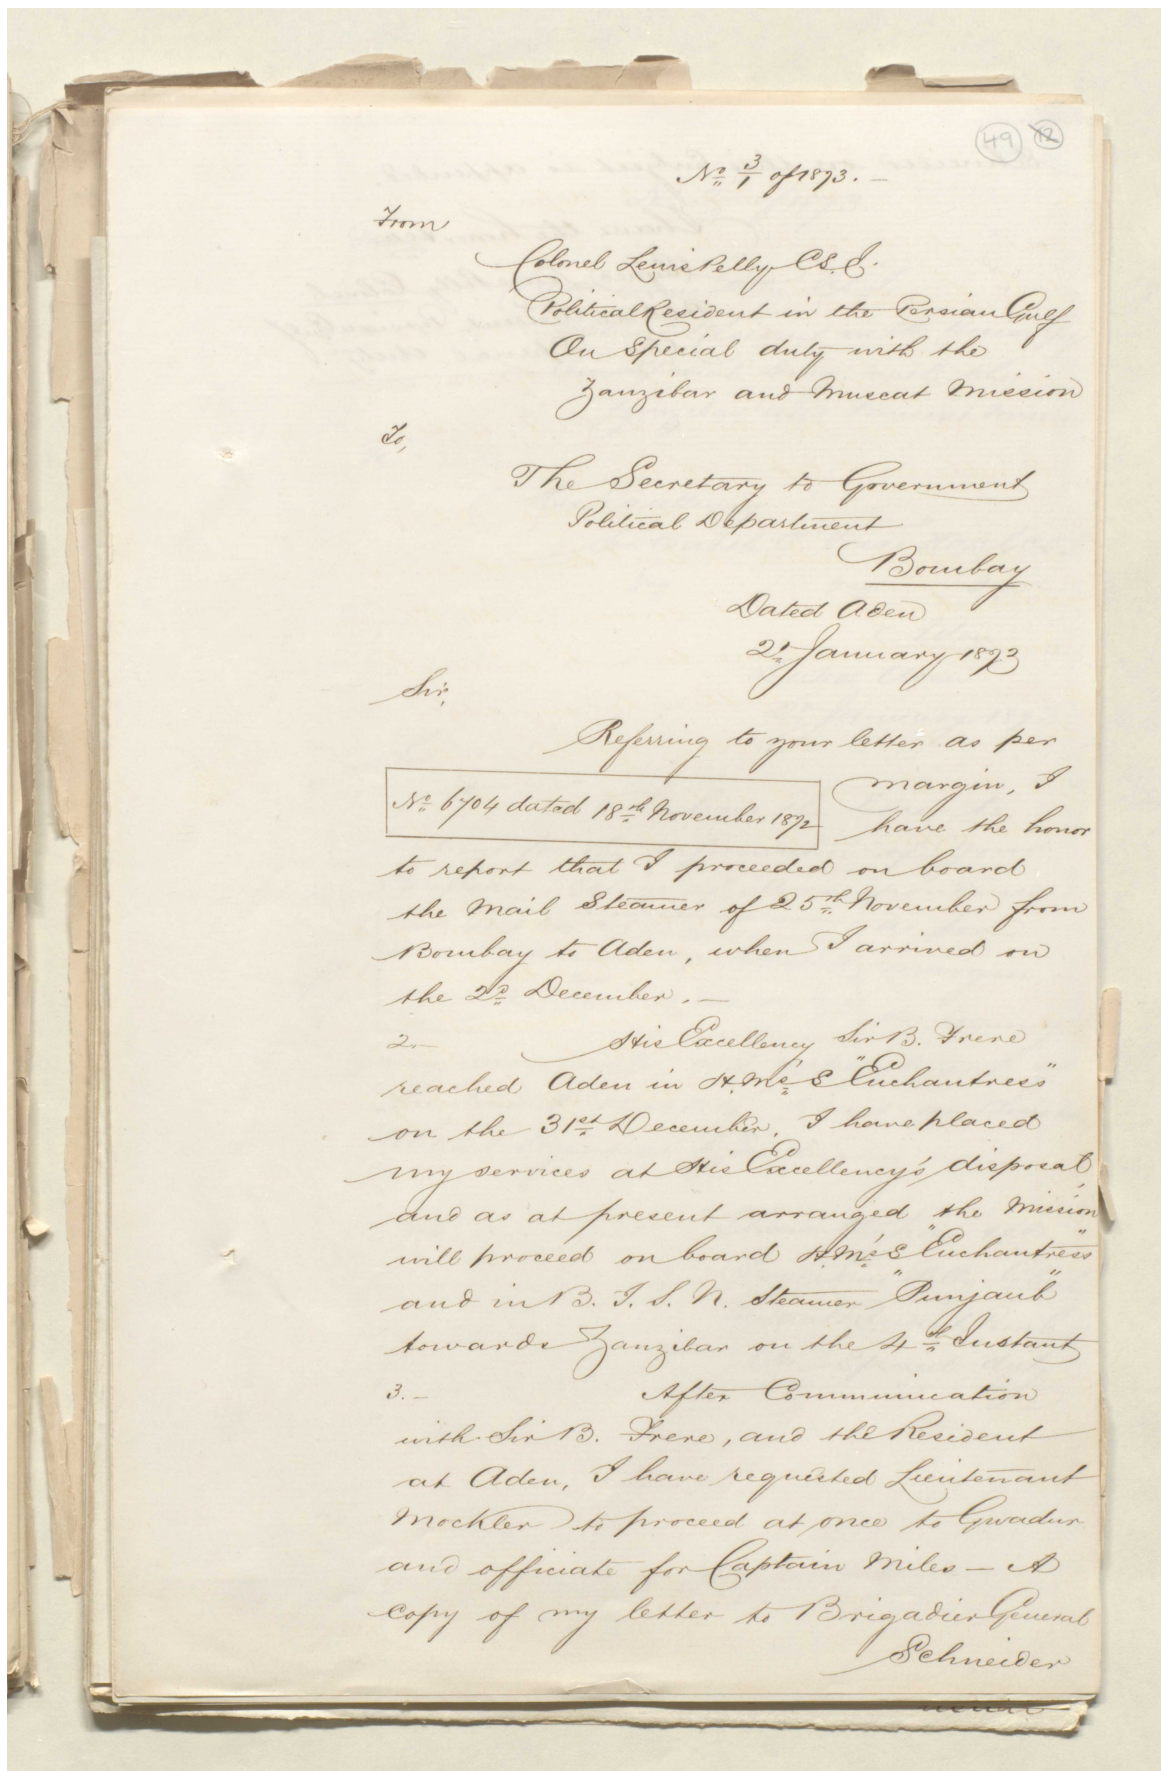 49 12
No 3/1 of 1873. —
From
Colonel Lewis Pelly C.S.I.
Political Resident in the Persian Gulf
On Special duty with the
Zanzibar and Muscat Mission
To,
The Secretary to Government
Political Department
Bombay
Dated Aden
2d January 1873
Sir,
Referring to your letter as per
No 6704 dated 18th November 1872
margin, I
have the honor
to report that I proceeded on board
the Mail Steamer of 25th November from
Bombay to Aden, when I arrived on
the 2d December. —
2. — His Excellency Sir B. Frere
reached Aden in H.M's S "Enchantress"
on the 31st December. I have placed
my services at His Excellency's disposal,
and as at present arranged the Mission
will proceed on board H.M's S "Enchantress"
and in B. I. S. N. Steamer "Punjaub"
towards Zanzibar on the 4th Instant
3. — After Communication
with Sir B. Frere, and the Resident
at Aden, I have requested Lieutenant
Mockler to proceed at once to Gwadur
and officiate for Captain Miles — A
copy of my letter to Brigadier General
Schneider